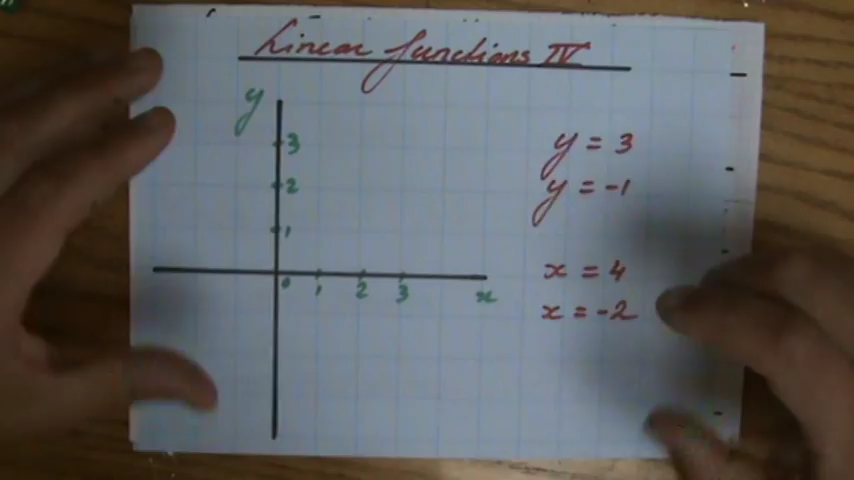 Linear functions IV
y
3
2
1
0 1 2 3 x
y = 3
y = -1
x = 4
x = -2